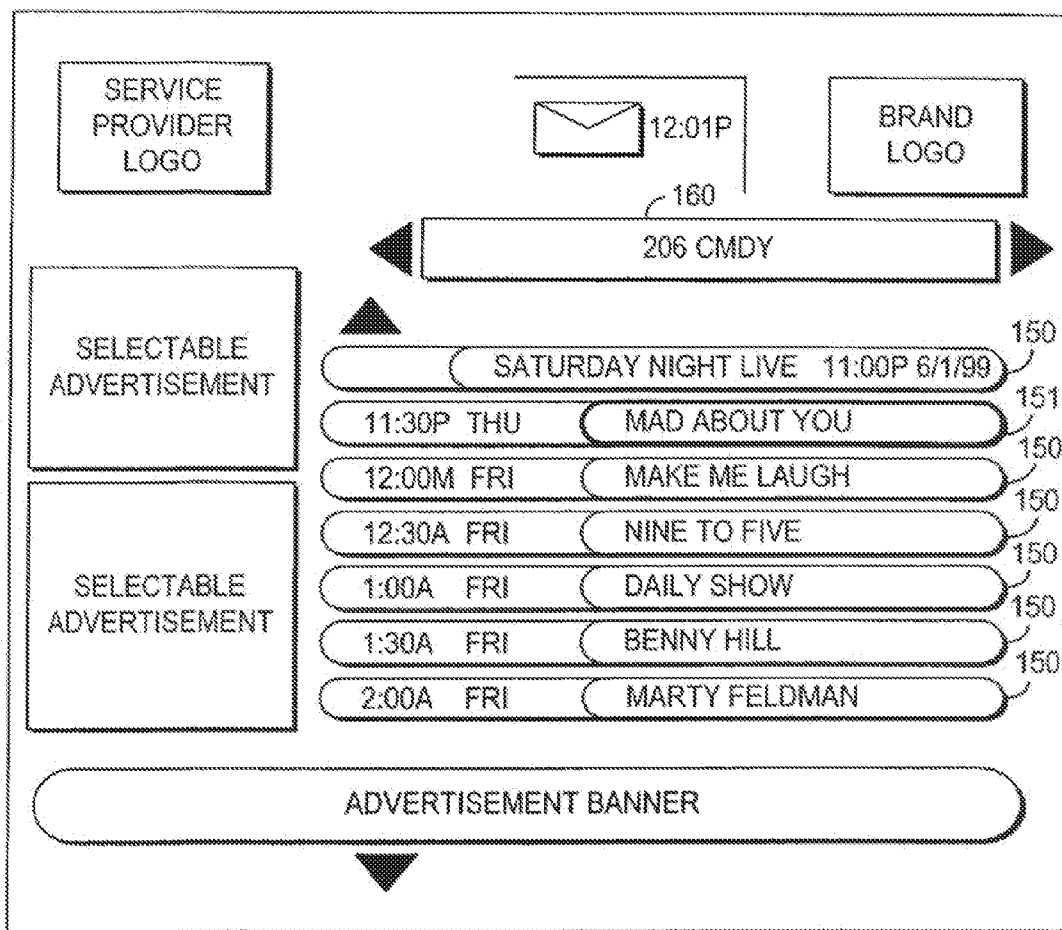 SERVICE
PROVIDER
LOGO
12:01P
BRAND
LOGO
160
206 CMDY
SELECTABLE
ADVERTISEMENT
SATURDAY NIGHT LIVE 11:00P 6/1/99 150
11:30P THU MAD ABOUT YOU 151
12:00M FRI MAKE ME LAUGH 150
12:30A FRI NINE TO FIVE 150
1:00A FRI DAILY SHOW 150
1:30A FRI BENNY HILL 150
2:00A FRI MARTY FELDMAN 150
SELECTABLE
ADVERTISEMENT
ADVERTISEMENT BANNER